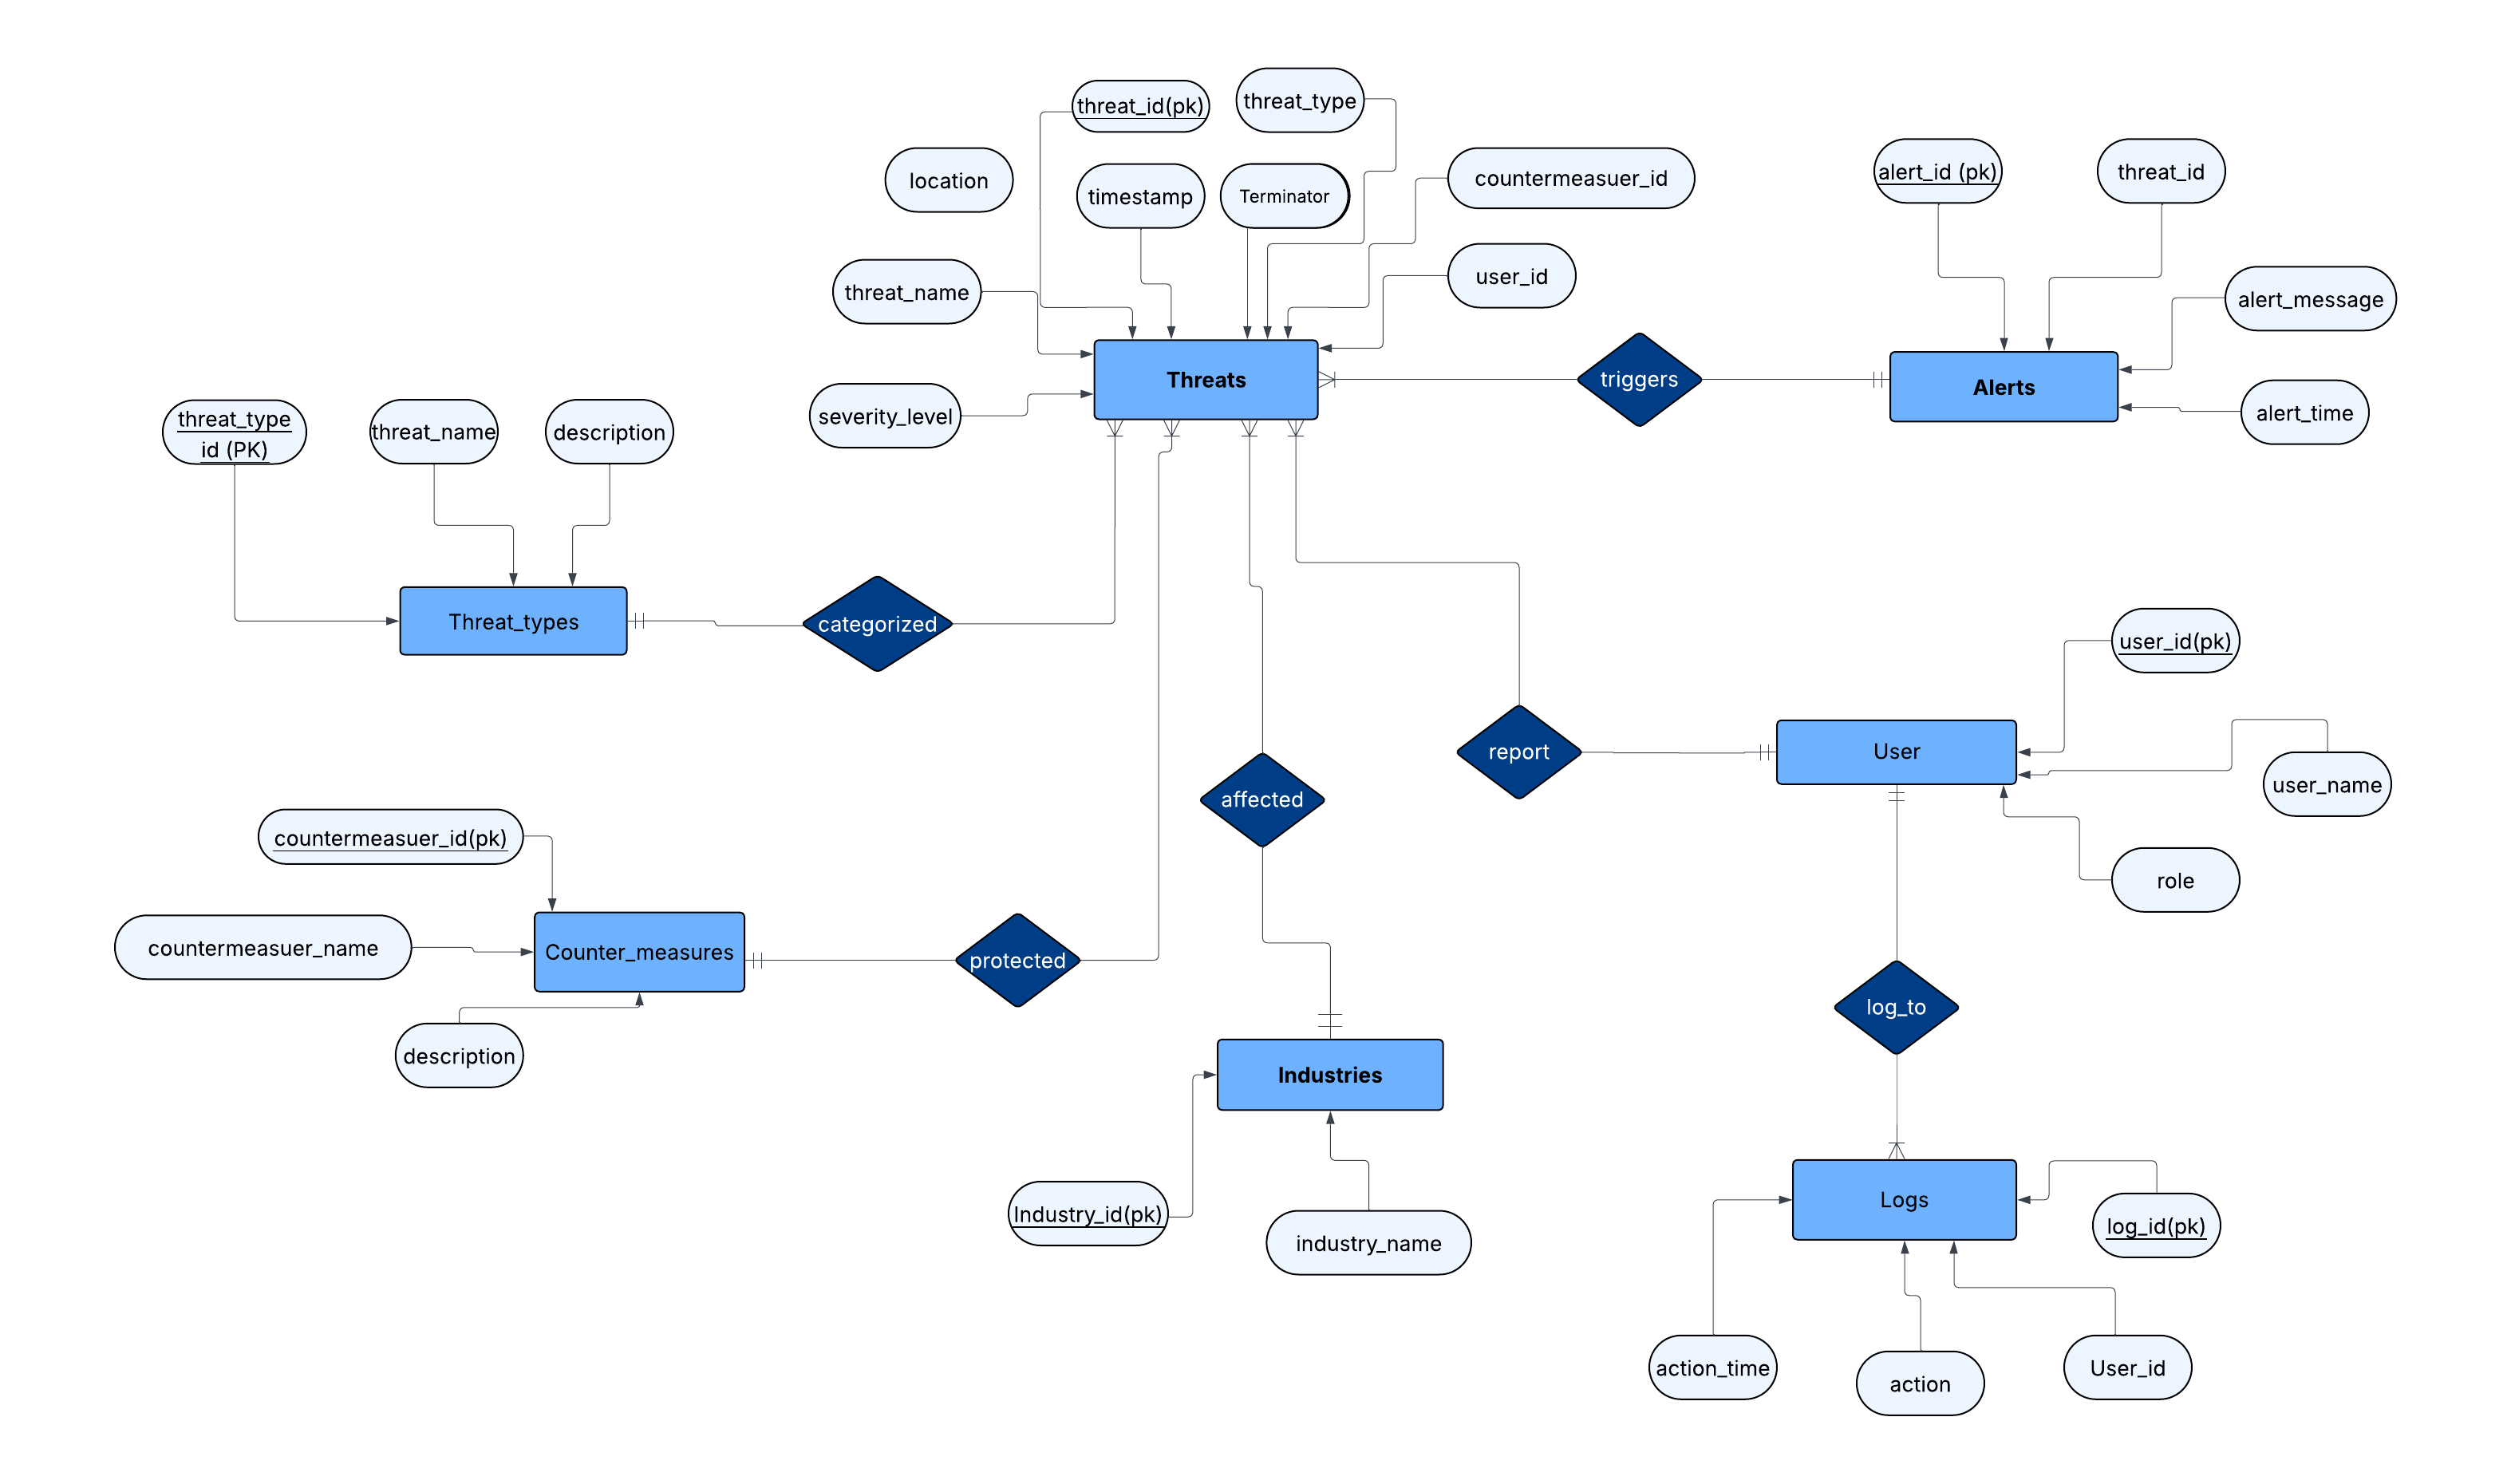 threat_id(pk)
threat_type
location
timestamp
Terminator
countermeasuer_id
alert_id (pk)
threat_id
threat_name
user_id
alert_message
Threats
triggers
Alerts
severity_level
alert_time
threat_type
id (PK)
threat_name
description
Threat_types
categorized
user_id(pk)
report
User
user_name
affected
countermeasuer_id(pk)
role
countermeasuer_name
Counter_measures
protected
log_to
description
Industries
Industry_id(pk)
industry_name
Logs
log_id(pk)
action_time
action
User_id